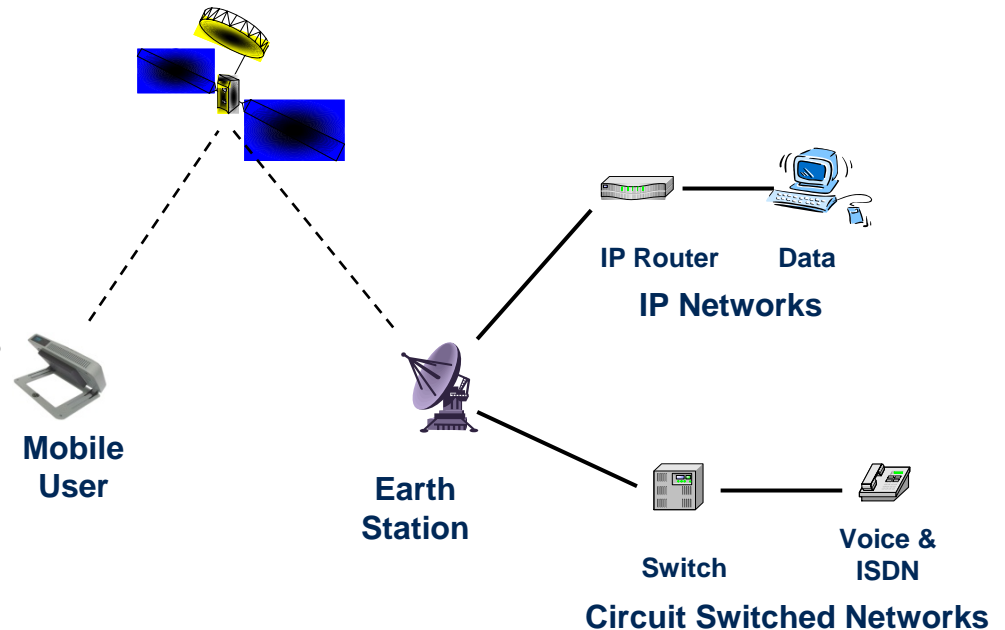 IP Router
Data
IP Networks
Mobile
User
Earth
Station
Switch
Voice &
ISDN
Circuit Switched Networks